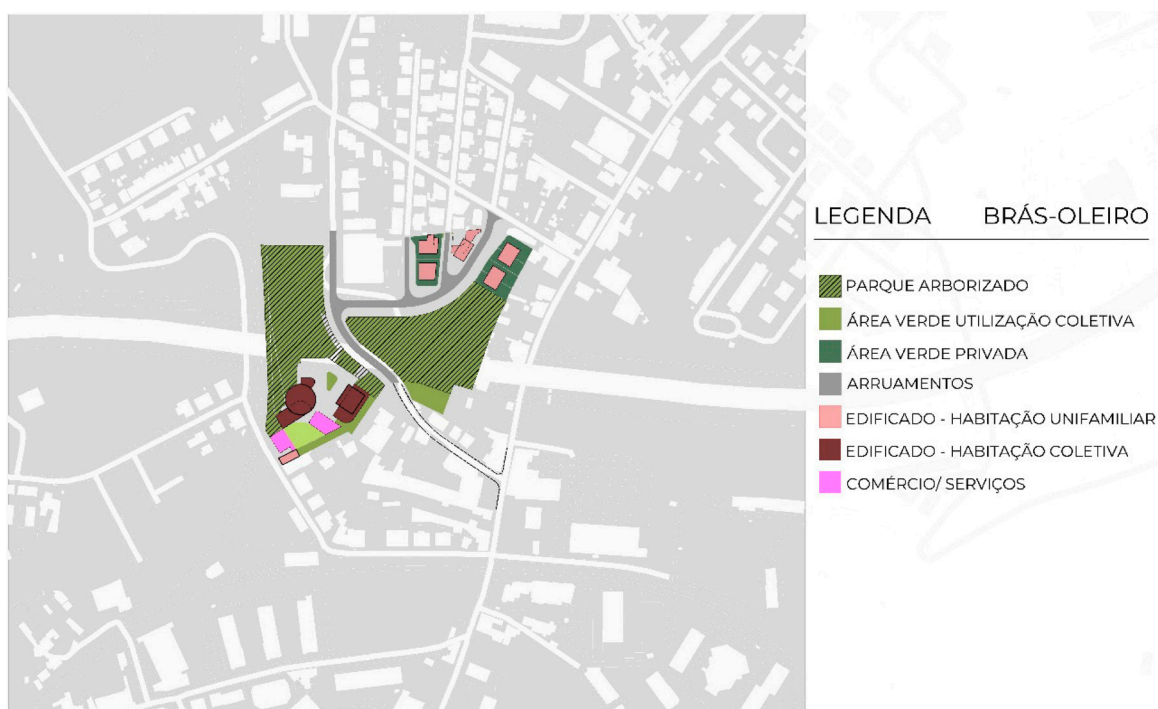 LEGENDA BRÁS-OLEIRO
PARQUE ARBORIZADO
ÁREA VERDE UTILIZAÇÃO COLETIVA
ÁREA VERDE PRIVADA
ARRUAMENTOS
EDIFICADO - HABITAÇÃO UNIFAMILIAR
EDIFICADO - HABITAÇÃO COLETIVA
COMÉRCIO/ SERVIÇOS